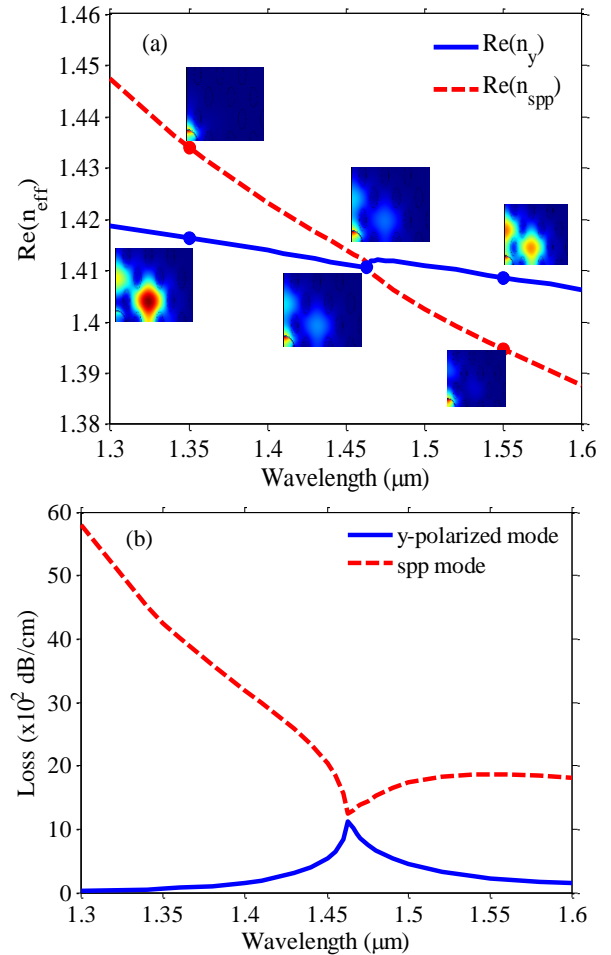 1.46
(a)
Re(n_y)
1.45
Re(n_spp)
1.44
1.43
Re(n_eff)
1.42
1.41
1.4
1.39
1.38
1.3 1.35 1.4 1.45 1.5 1.55 1.6
Wavelength (μm)
60
(b)
y-polarized mode
50
spp mode
40
Loss (x10² dB/cm)
30
20
10
0
1.3 1.35 1.4 1.45 1.5 1.55 1.6
Wavelength (μm)